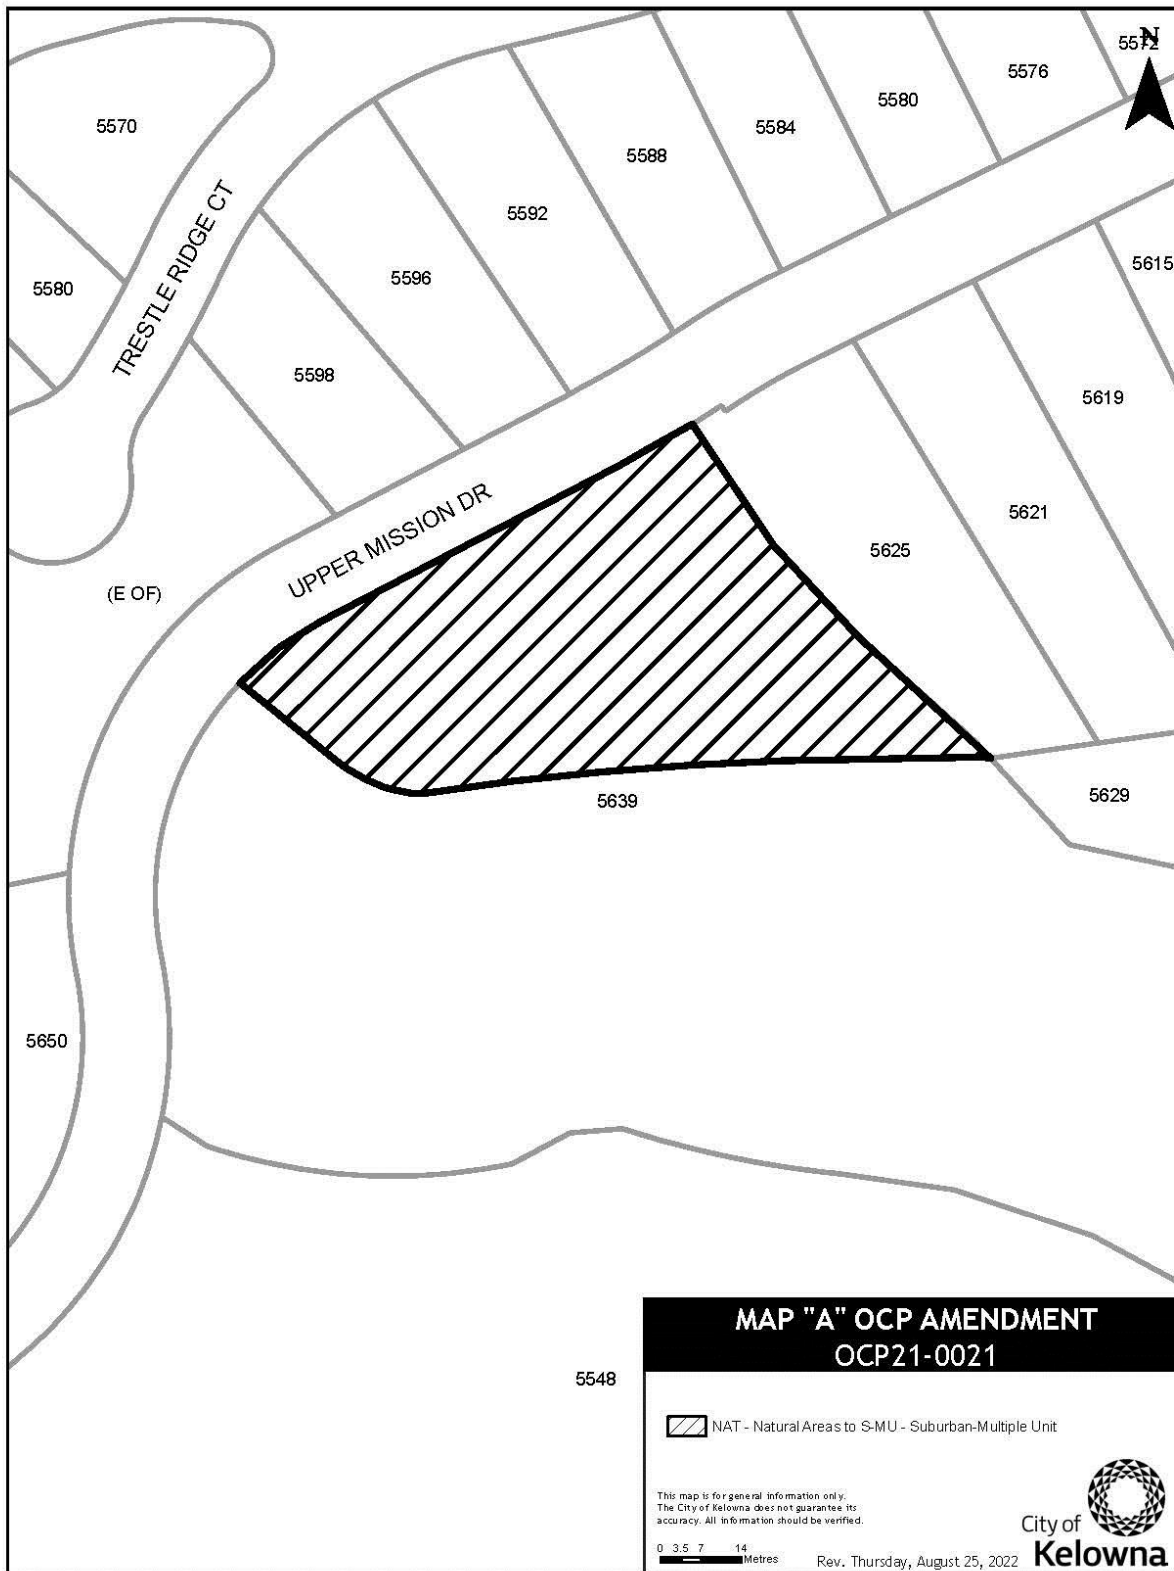 N
5572
5576
5580
5584
5588
5592
5570
5596
5580
5598
TRESTLE RIDGE CT
5615
5619
5621
5625
UPPER MISSION DR
(E OF)
5639
5629
5650
5548
MAP "A" OCP AMENDMENT
OCP21-0021
NAT - Natural Areas to S-MU - Suburban-Multiple Unit
This map is for general information only.
The City of Kelowna does not guarantee its
accuracy. All information should be verified.
0 3.5 7 14
Metres
Rev. Thursday, August 25, 2022
City of
Kelowna